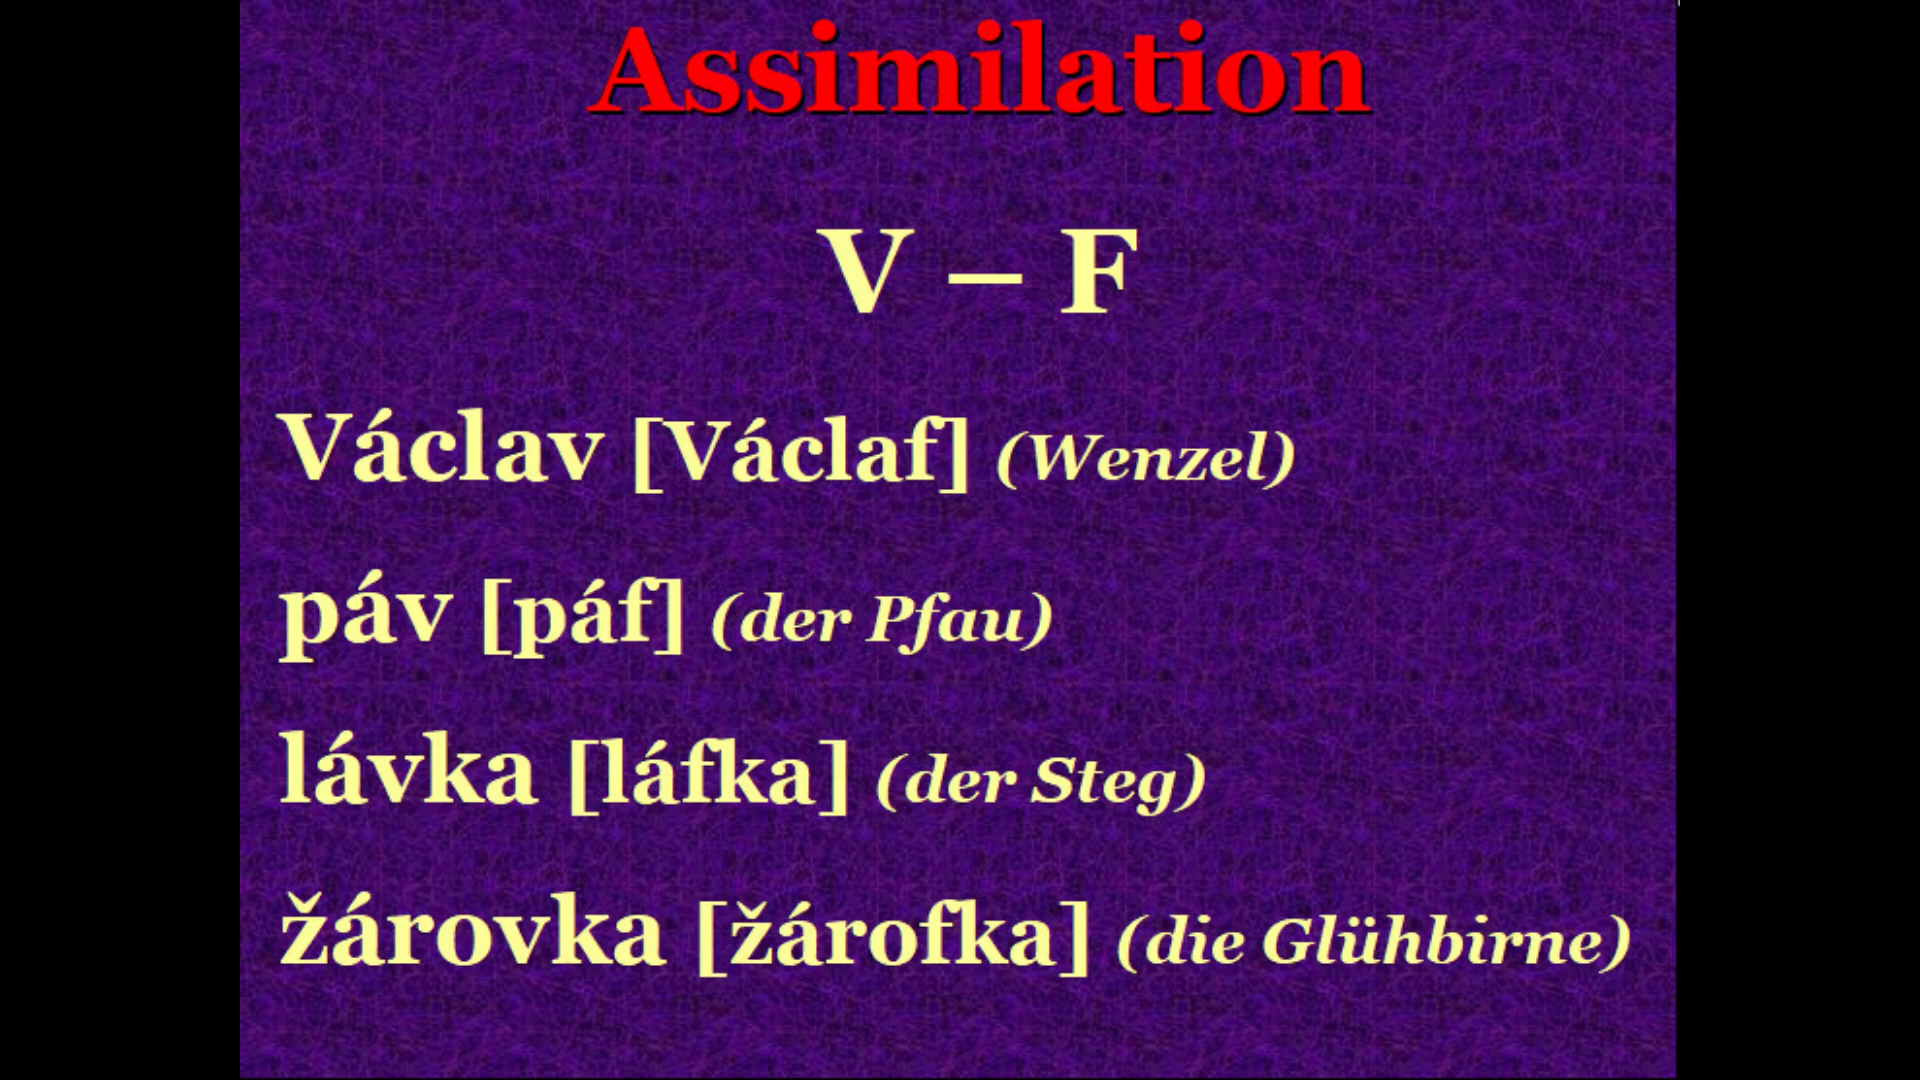 Assimilation
V – F
Václav [Václaf] (Wenzel)
páv [páf] (der Pfau)
lávka [láfka] (der Steg)
žárovka [žárofka] (die Glühbirne)